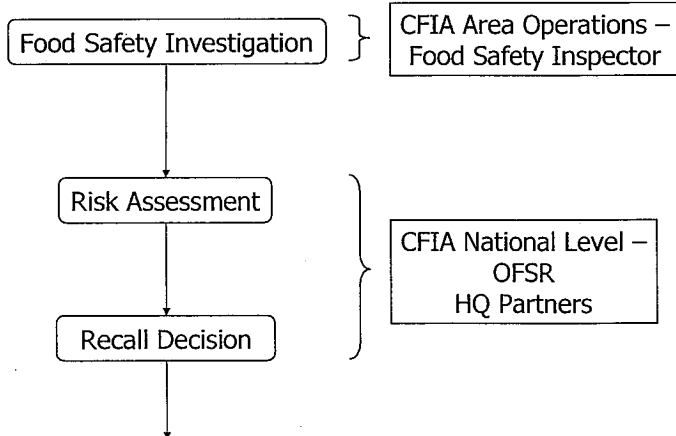 Food Safety Investigation
CFIA Area Operations –
Food Safety Inspector
Risk Assessment
CFIA National Level –
OFSR
HQ Partners
Recall Decision